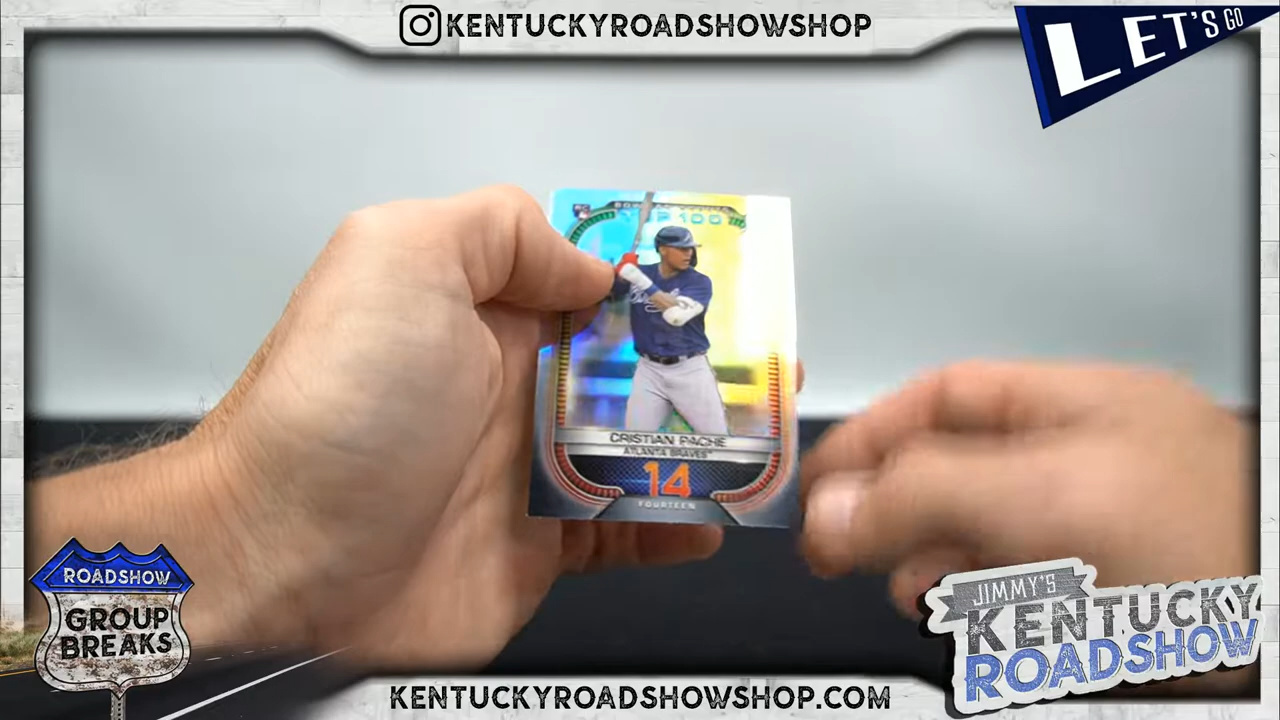 KENTUCKYROADSHOWSHOP
LET'S GO
RC
TOP 100
CRISTIAN PACHE
ATLANTA BRAVES
14
FOURTEEN
ROADSHOW
GROUP
BREAKS
JIMMY'S
KENTUCKY
ROADSHOW
KENTUCKYROADSHOWSHOP.COM